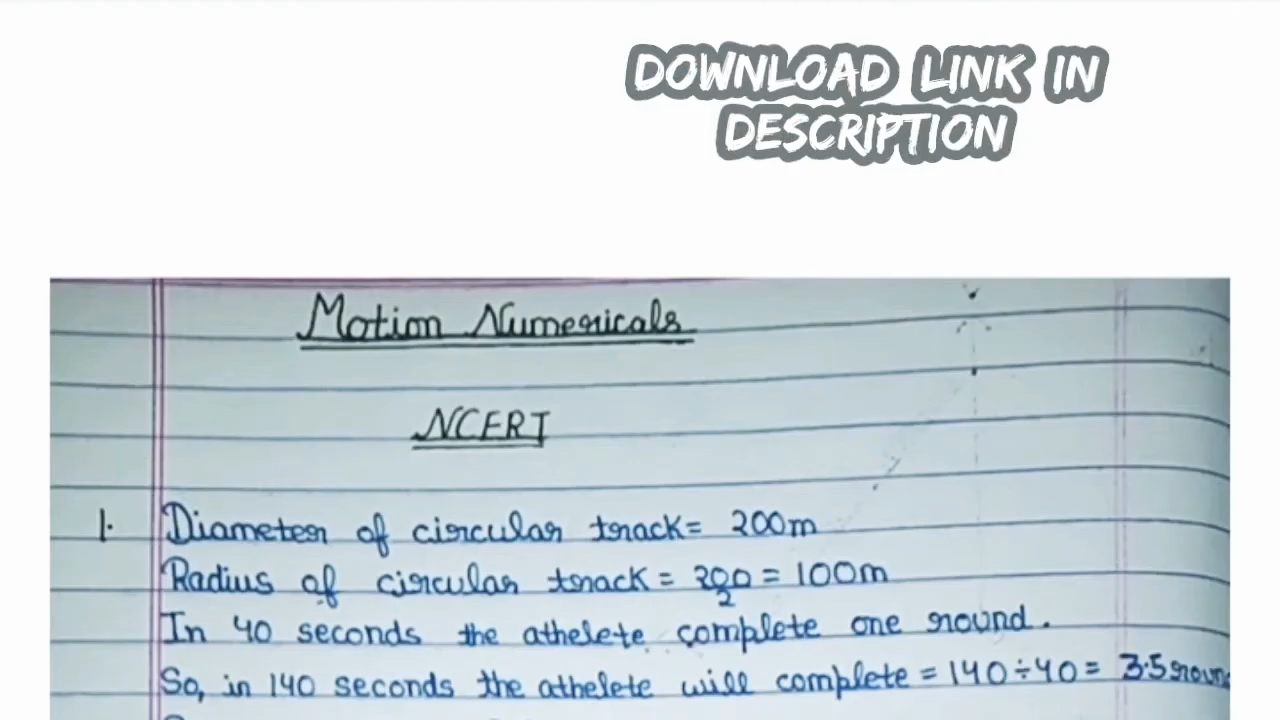 DOWNLOAD LINK IN
DESCRIPTION
Motion Numericals
NCERT
1. Diameter of circular track = 200m
Radius of circular track = 200/2 = 100m
In 40 seconds the athelete complete one round.
So, in 140 seconds the athelete will complete = 140÷40 = 3.5 roun